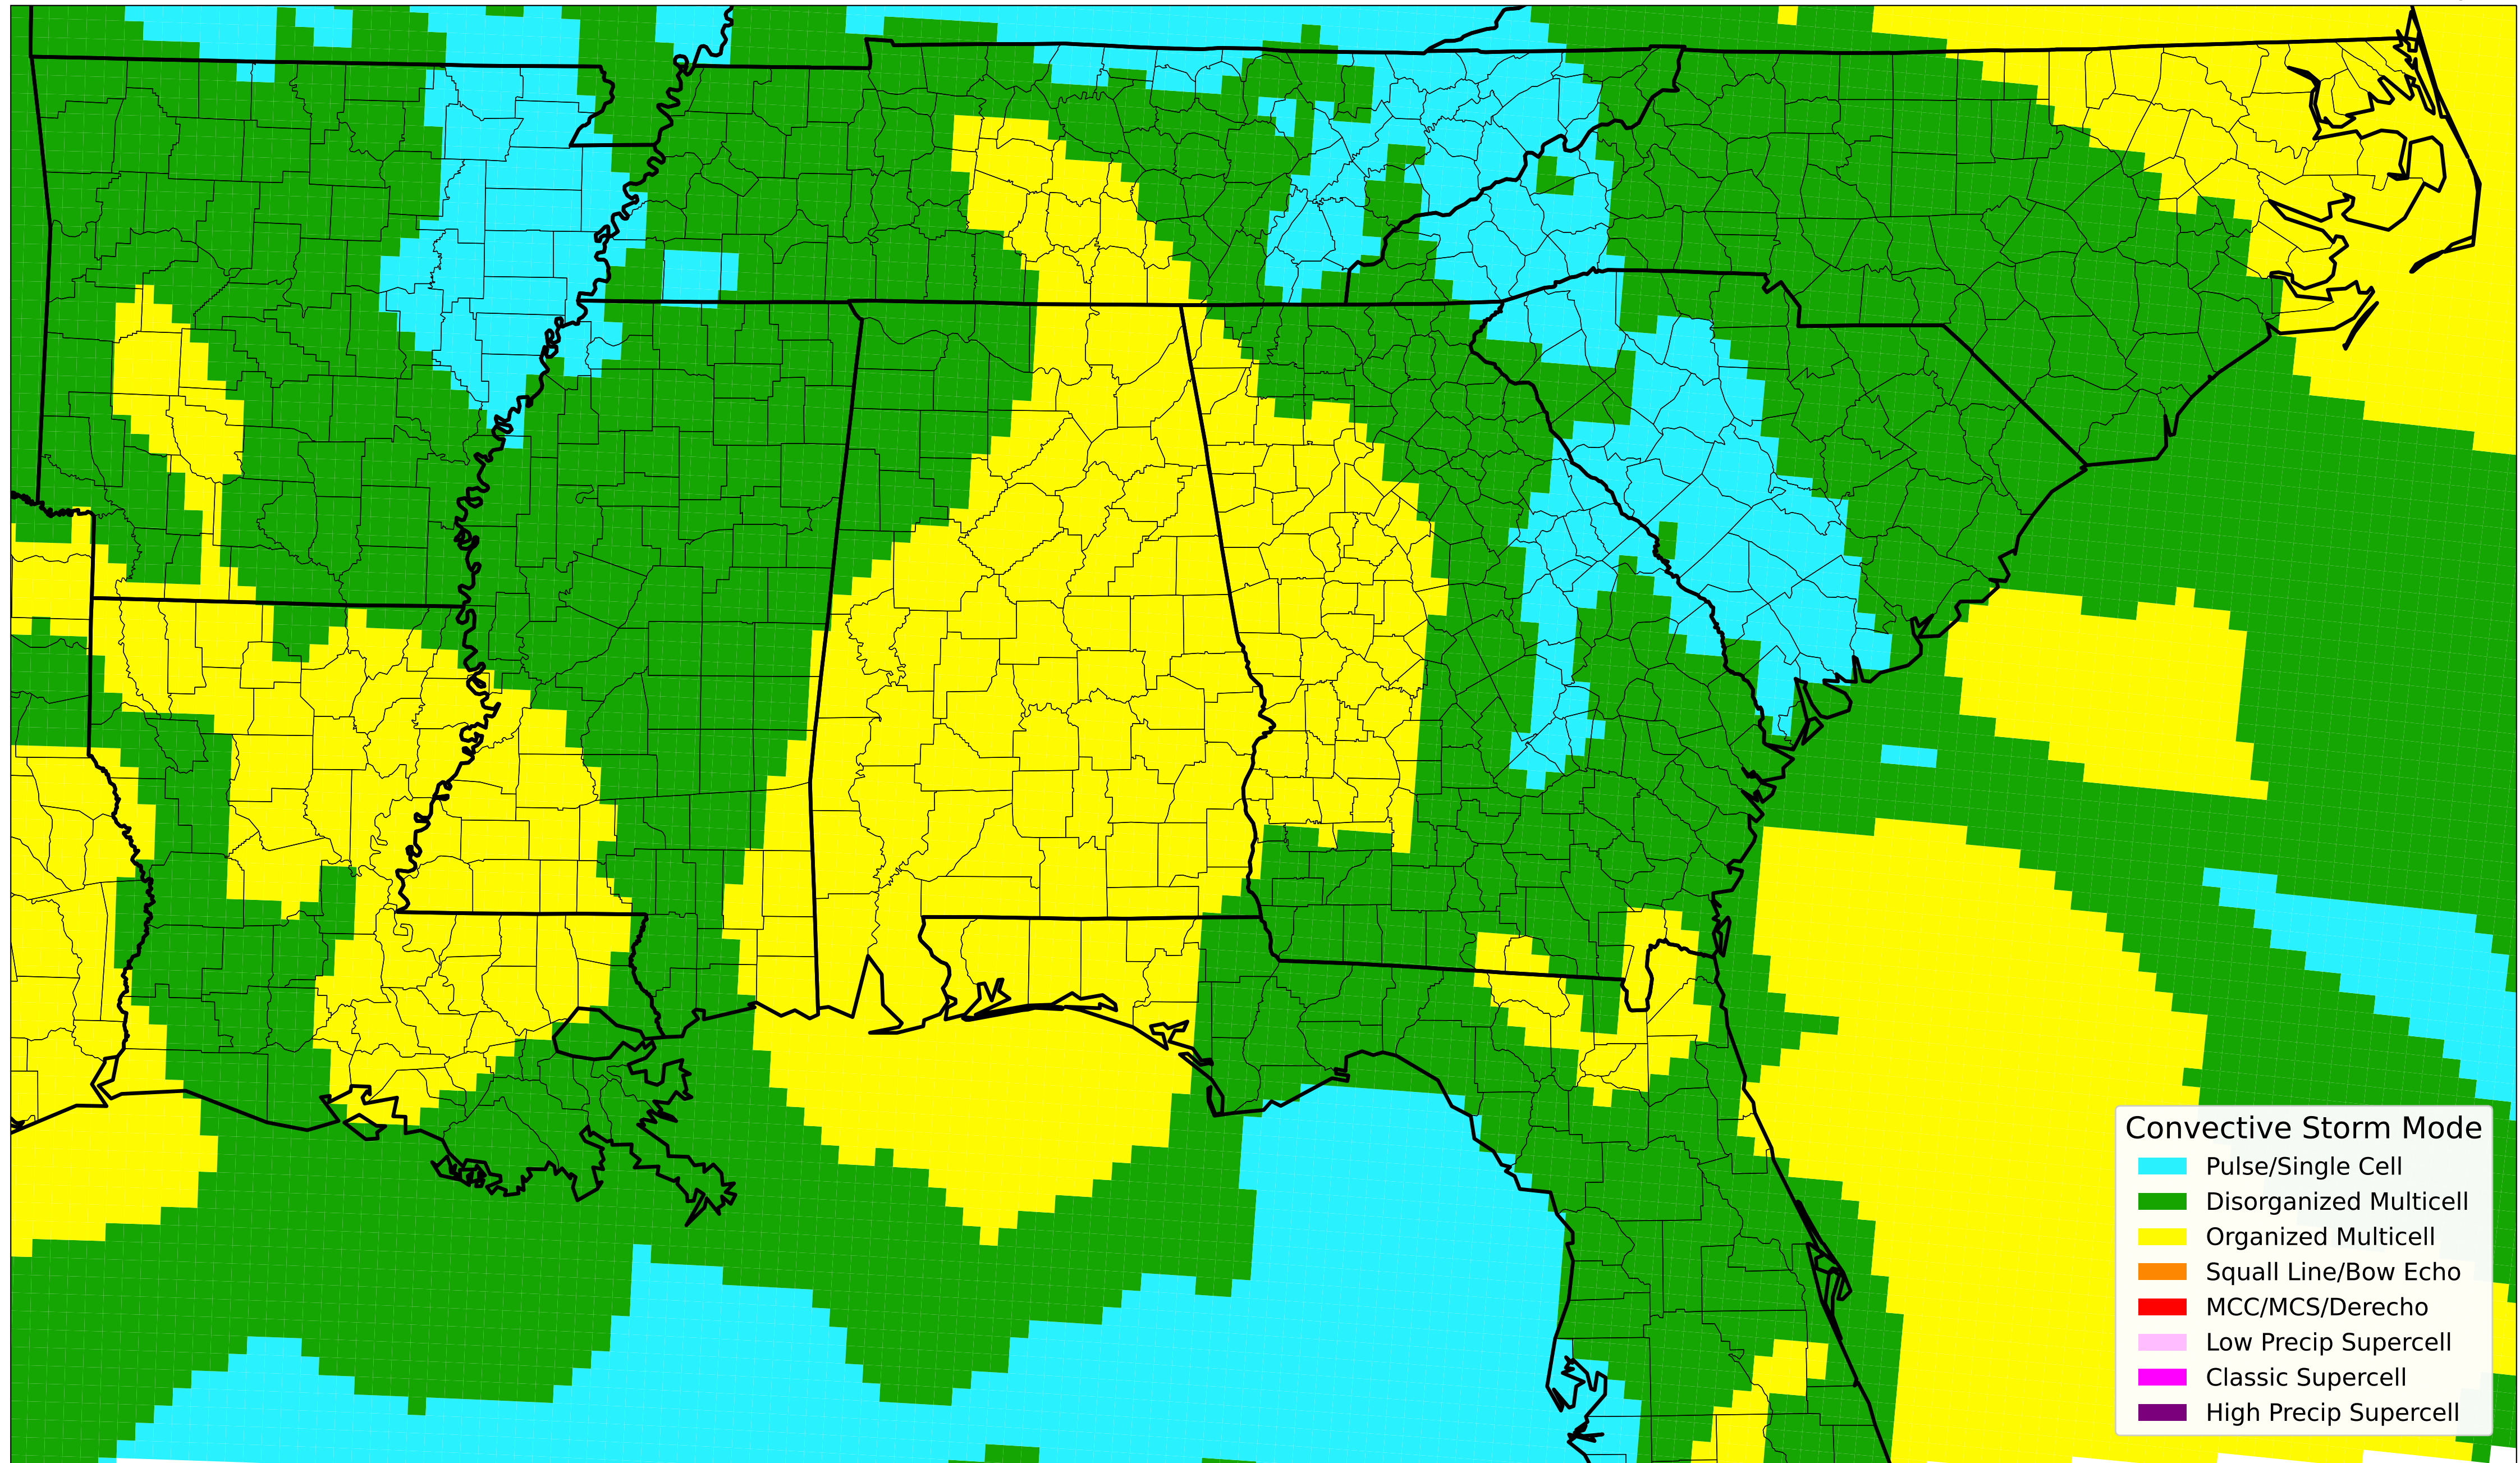 Convective Storm Mode
Pulse/Single Cell
Disorganized Multicell
Organized Multicell
Squall Line/Bow Echo
MCC/MCS/Derecho
Low Precip Supercell
Classic Supercell
High Precip Supercell